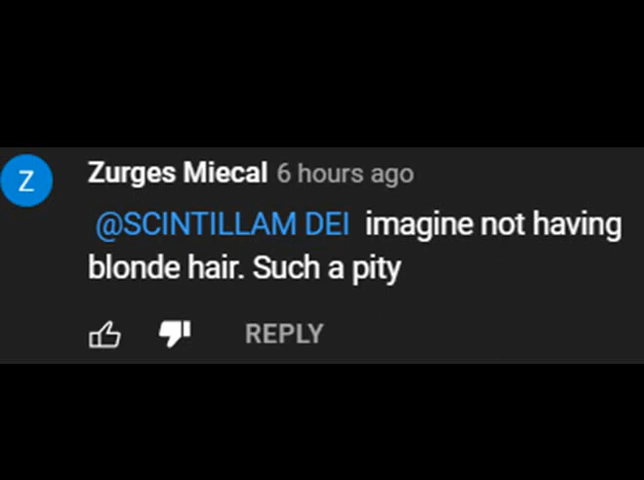 Z
Zurges Miecal 6 hours ago
@SCINTILLAM DEI imagine not having
blonde hair. Such a pity
REPLY